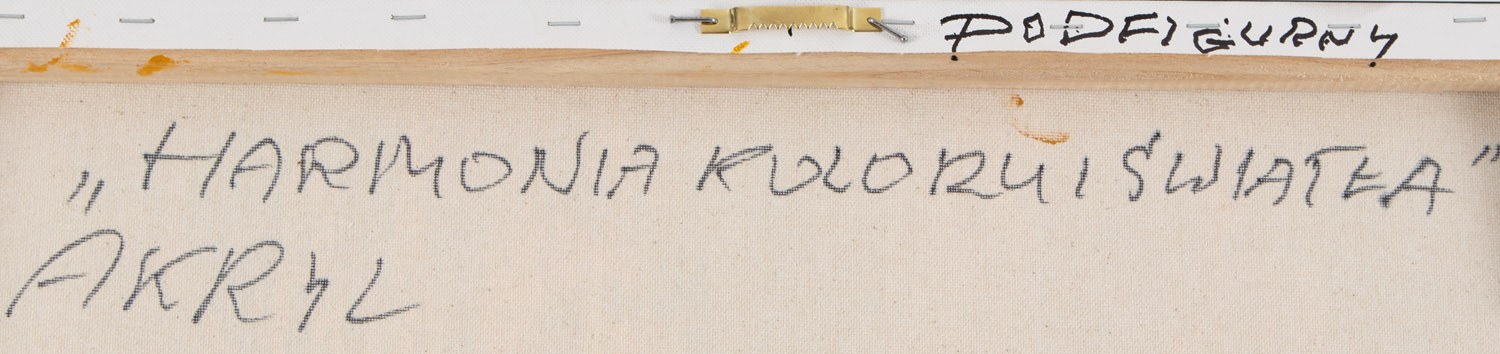 PODFIGURNY
„HARMONIA KOLORU I ŚWIATŁA”
AKRYL